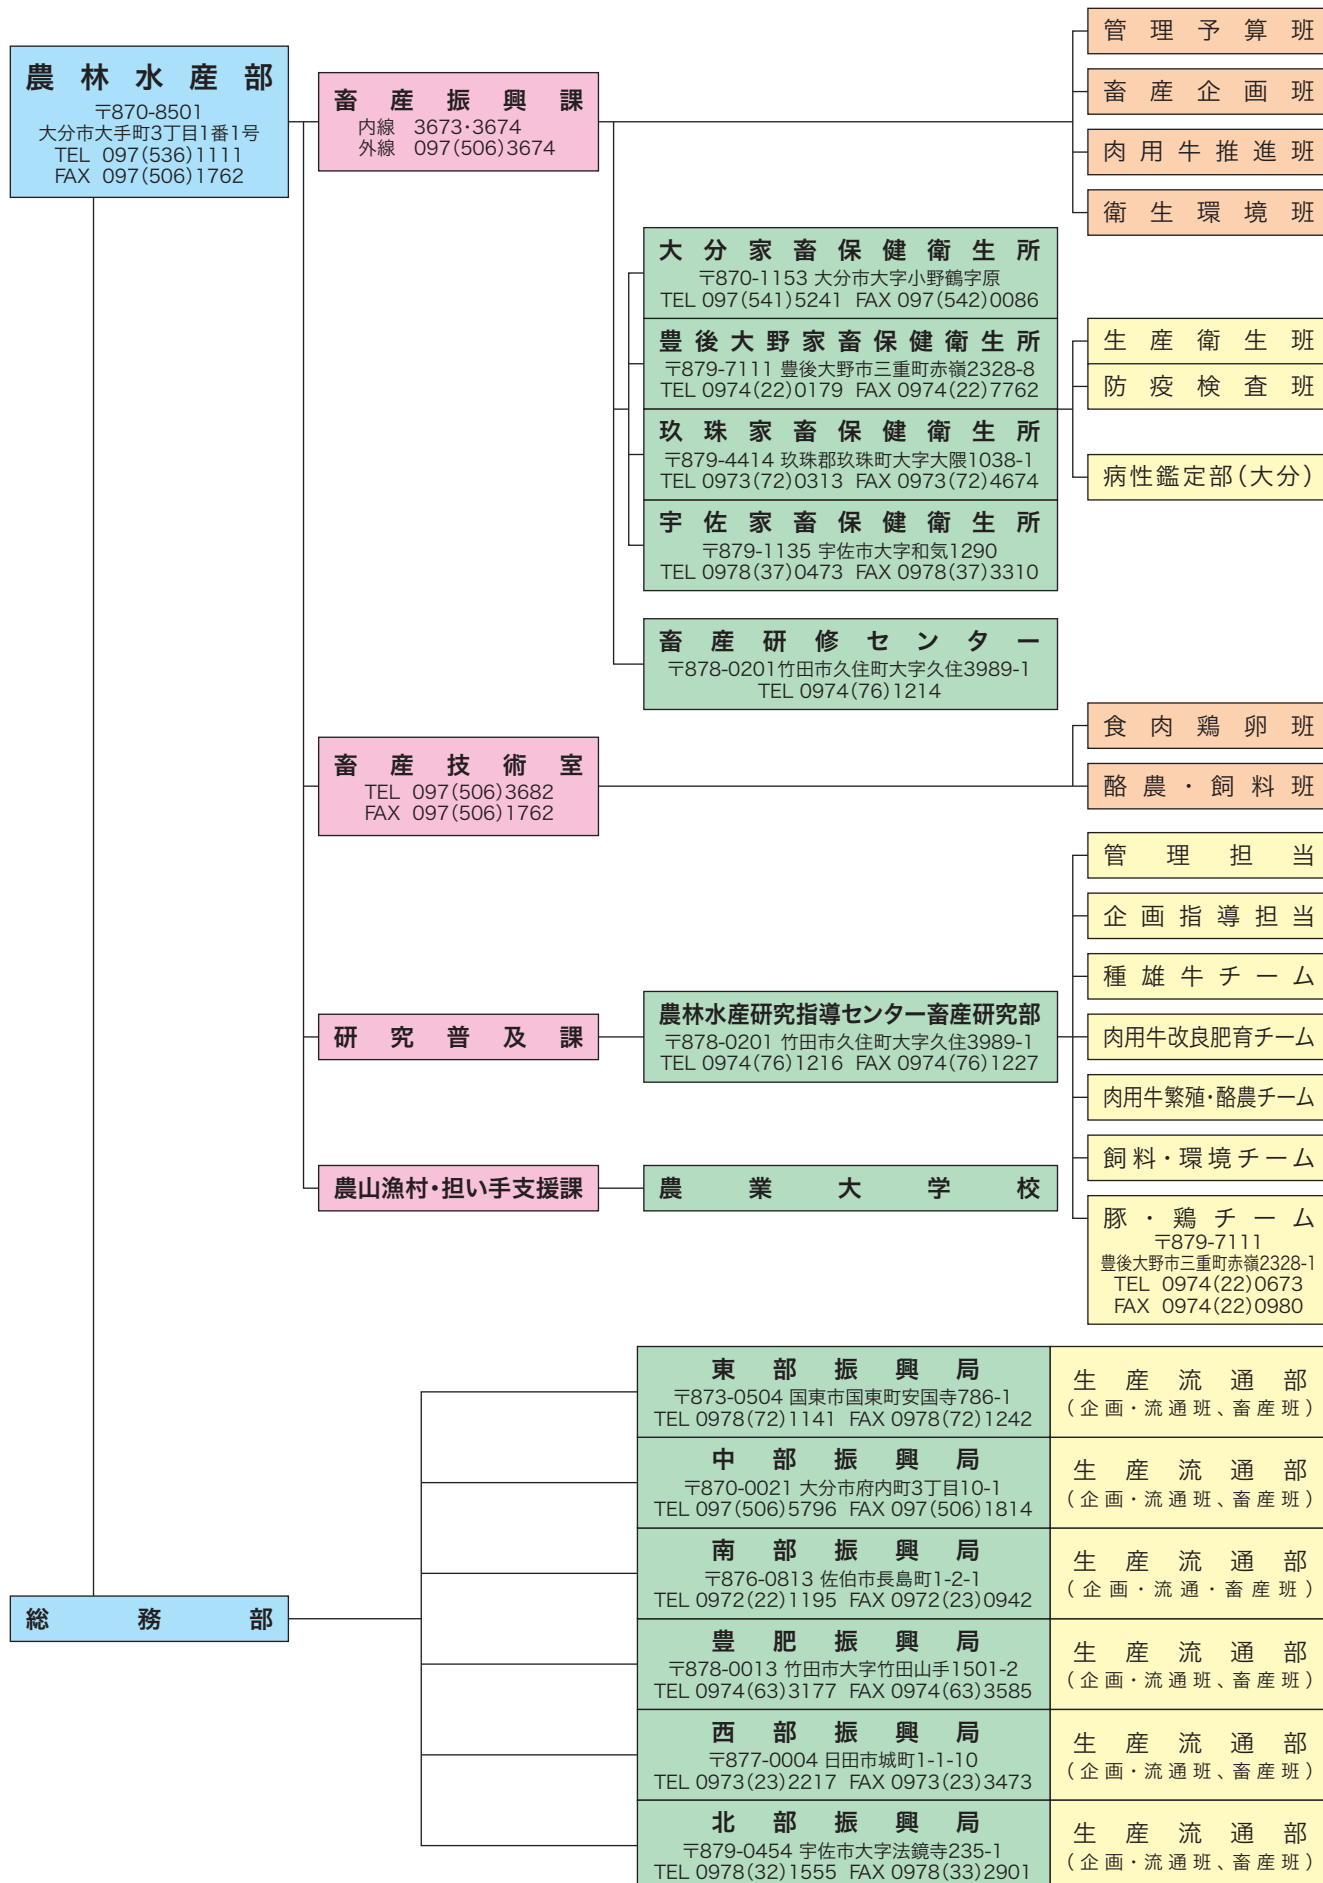 農林水産部
〒870-8501
大分市大手町3丁目1番1号
TEL 097(536)1111
FAX 097(506)1762
畜産振興課
内線 3673・3674
外線 097(506)3674
管理予算班
畜産企画班
肉用牛推進班
衛生環境班
大分家畜保健衛生所
〒870-1153 大分市大字小野鶴字原
TEL 097(541)5241 FAX 097(542)0086
豊後大野家畜保健衛生所
〒879-7111 豊後大野市三重町赤嶺2328-8
TEL 0974(22)0179 FAX 0974(22)7762
玖珠家畜保健衛生所
〒879-4414 玖珠郡玖珠町大字大隈1038-1
TEL 0973(72)0313 FAX 0973(72)4674
宇佐家畜保健衛生所
〒879-1135 宇佐市大字和気1290
TEL 0978(37)0473 FAX 0978(37)3310
生産衛生班
防疫検査班
病性鑑定部(大分)
畜産研修センター
〒878-0201竹田市久住町大字久住3989-1
TEL 0974(76)1214
畜産技術室
TEL 097(506)3682
FAX 097(506)1762
食肉鶏卵班
酪農・飼料班
研究普及課
農林水産研究指導センター畜産研究部
〒878-0201 竹田市久住町大字久住3989-1
TEL 0974(76)1216 FAX 0974(76)1227
管理担当
企画指導担当
種雄牛チーム
肉用牛改良肥育チーム
肉用牛繁殖・酪農チーム
飼料・環境チーム
豚・鶏チーム
〒879-7111
豊後大野市三重町赤嶺2328-1
TEL 0974(22)0673
FAX 0974(22)0980
農山漁村・担い手支援課
農業大学校
総務部
東部振興局
〒873-0504 国東市国東町安国寺786-1
TEL 0978(72)1141 FAX 0978(72)1242
生産流通部
(企画・流通班、畜産班)
中部振興局
〒870-0021 大分市府内町3丁目10-1
TEL 097(506)5796 FAX 097(506)1814
生産流通部
(企画・流通班、畜産班)
南部振興局
〒876-0813 佐伯市長島町1-2-1
TEL 0972(22)1195 FAX 0972(23)0942
生産流通部
(企画・流通・畜産班)
豊肥振興局
〒878-0013 竹田市大字竹田山手1501-2
TEL 0974(63)3177 FAX 0974(63)3585
生産流通部
(企画・流通班、畜産班)
西部振興局
〒877-0004 日田市城町1-1-10
TEL 0973(23)2217 FAX 0973(23)3473
生産流通部
(企画・流通班、畜産班)
北部振興局
〒879-0454 宇佐市大字法鏡寺235-1
TEL 0978(32)1555 FAX 0978(33)2901
生産流通部
(企画・流通班、畜産班)